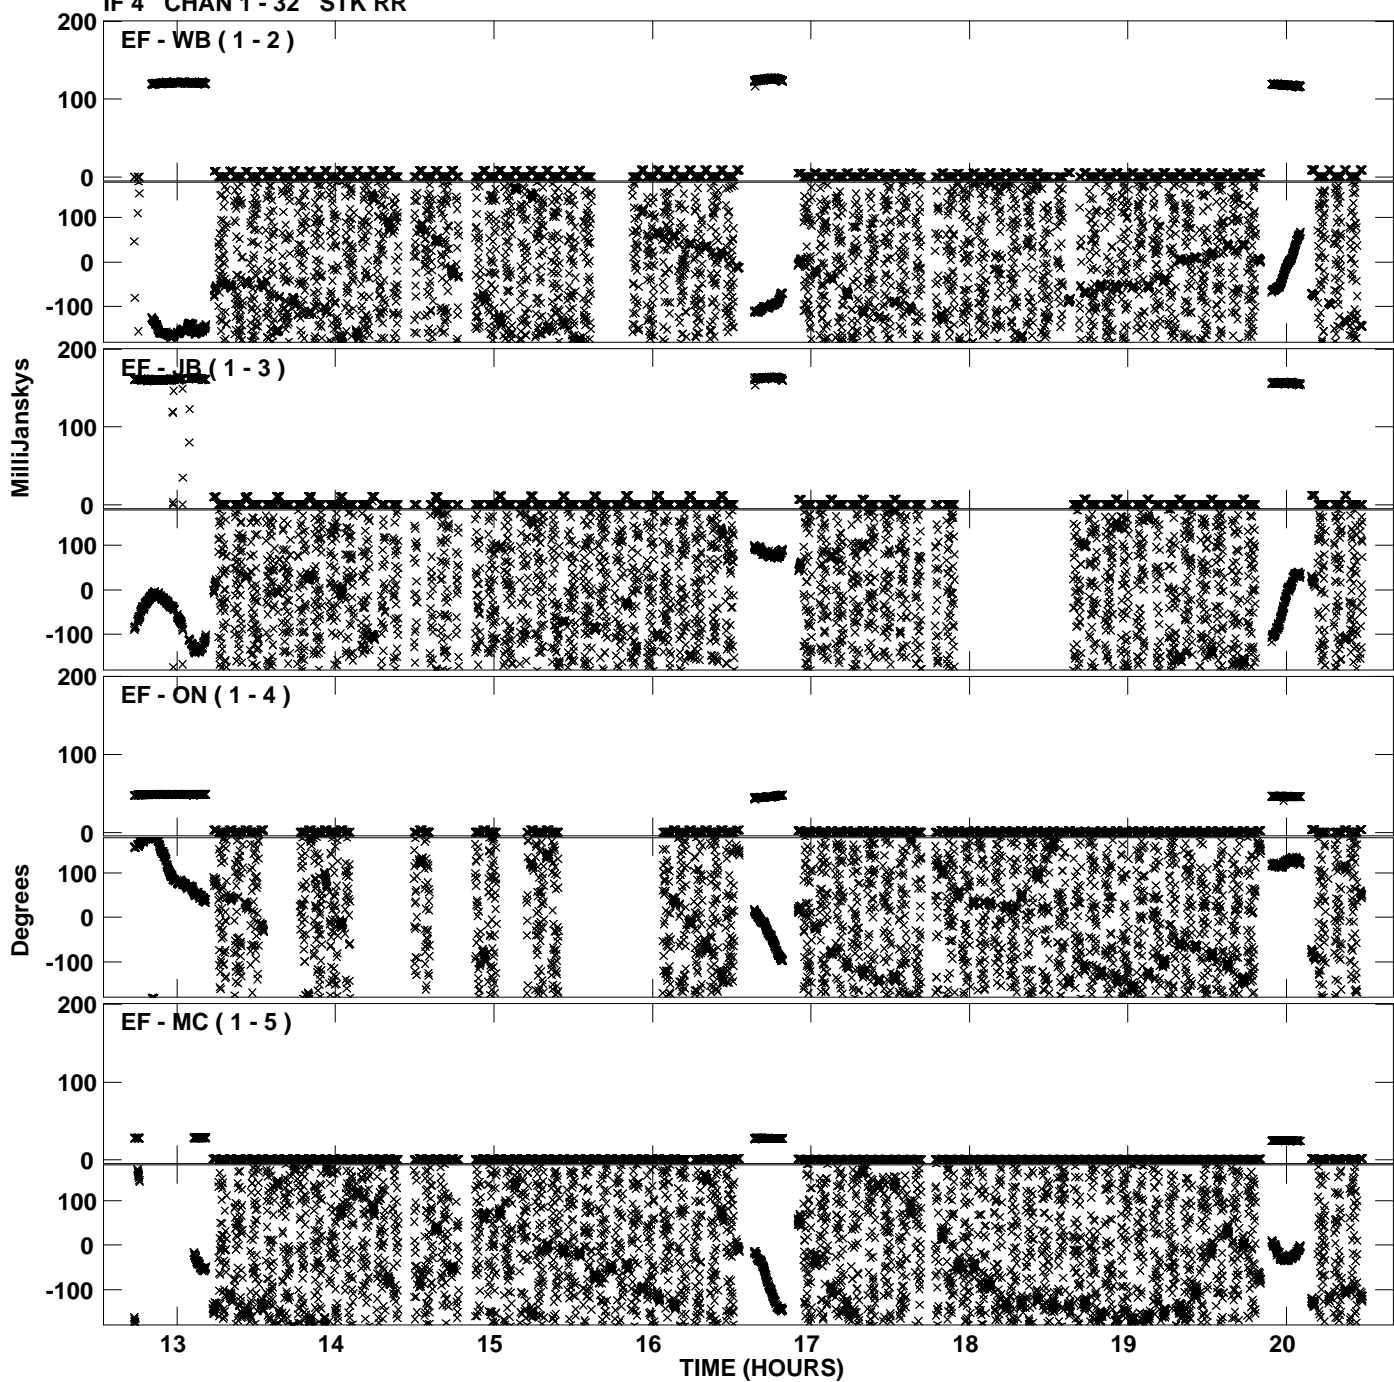 IF 4 CHAN 1 - 32 STK RR
200
EF - WB ( 1 - 2 )
100
0
100
0
-100
200
EF - JB ( 1 - 3 )
100
0
100
0
-100
MilliJanskys
200
EF - ON ( 1 - 4 )
100
0
100
0
-100
Degrees
200
EF - MC ( 1 - 5 )
100
0
100
0
-100
13 14 15 16 17 18 19 20
TIME (HOURS)